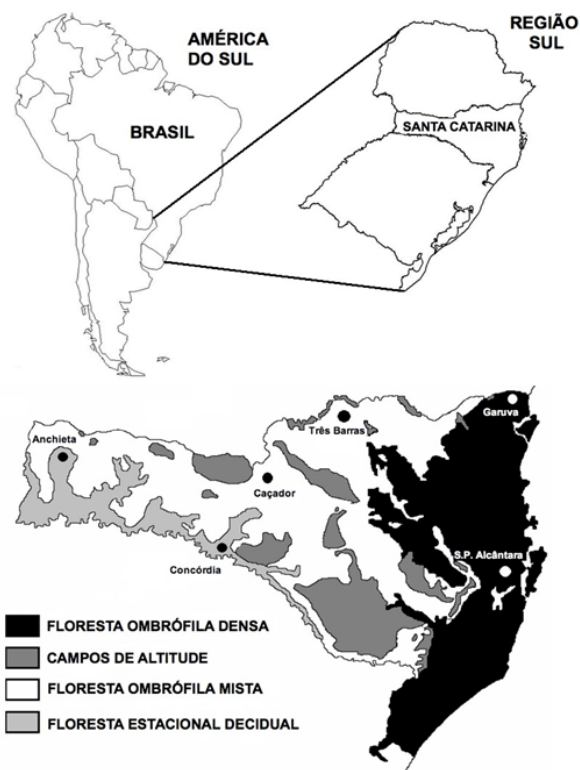 AMÉRICA
DO SUL
BRASIL
REGIÃO
SUL
SANTA CATARINA
Garuva
Três Barras
Anchieta
Caçador
S.P. Alcântara
Concórdia
FLORESTA OMBRÓFILA DENSA
CAMPOS DE ALTITUDE
FLORESTA OMBRÓFILA MISTA
FLORESTA ESTACIONAL DECIDUAL